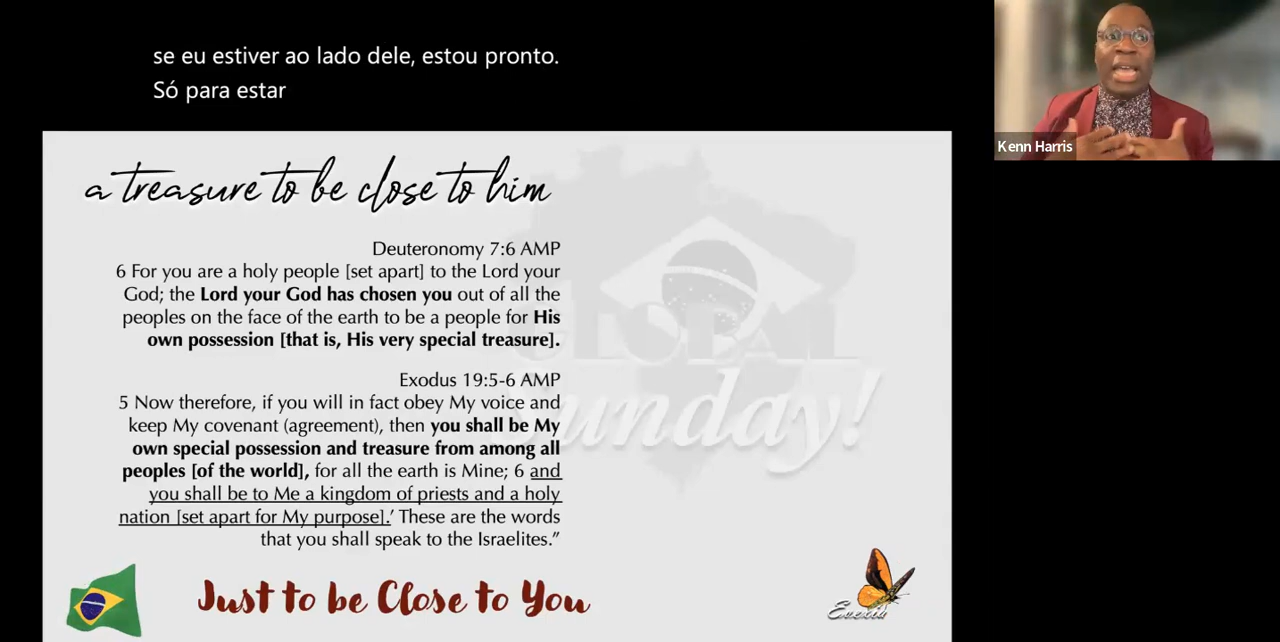 se eu estiver ao lado dele, estou pronto.
Só para estar
Kenn Harris
a treasure to be close to him
Deuteronomy 7:6 AMP
6 For you are a holy people [set apart] to the Lord your
God; the Lord your God has chosen you out of all the
peoples on the face of the earth to be a people for His
own possession [that is, His very special treasure].
Exodus 19:5-6 AMP
5 Now therefore, if you will in fact obey My voice and
keep My covenant (agreement), then you shall be My
own special possession and treasure from among all
peoples [of the world], for all the earth is Mine; 6 and
you shall be to Me a kingdom of priests and a holy
nation [set apart for My purpose].’ These are the words
that you shall speak to the Israelites.”
GLOBAL
Sunday!
Just to be Close to You